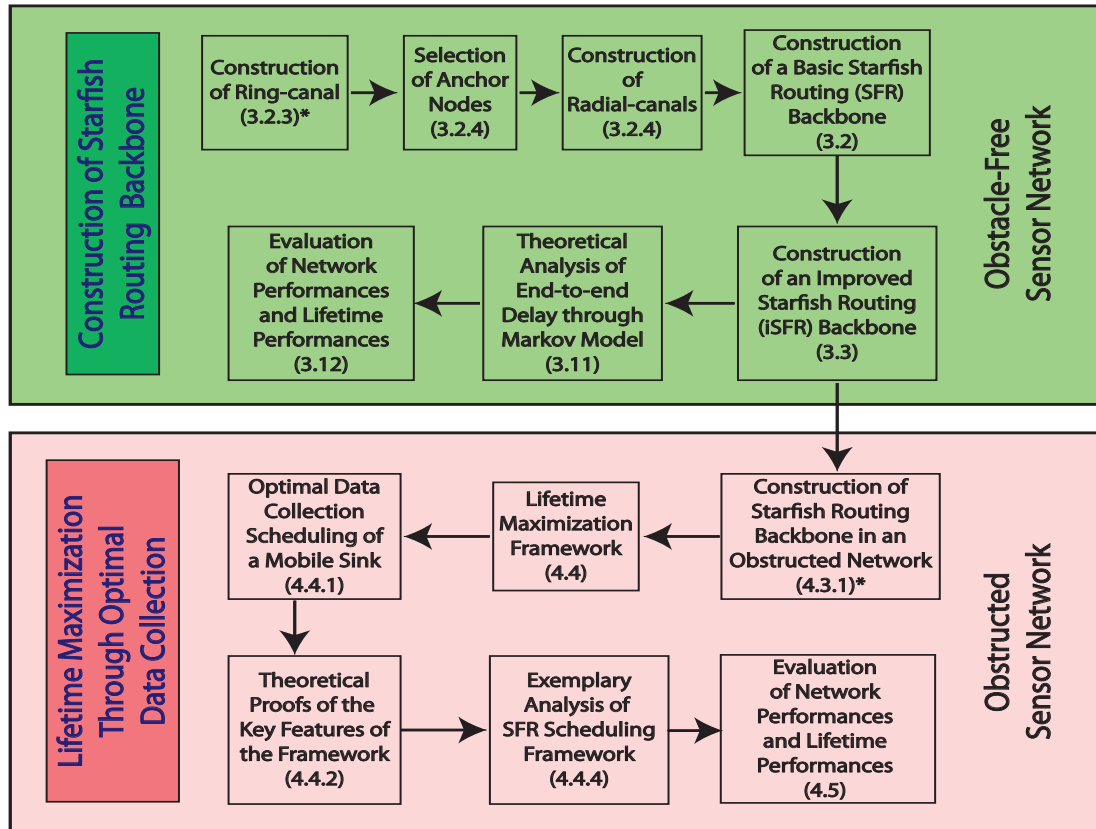 Construction of Starfish
Routing Backbone
Construction
of Ring-canal
(3.2.3)*
Selection
of Anchor
Nodes
(3.2.4)
Construction
of
Radial-canals
(3.2.4)
Construction
of a Basic Starfish
Routing (SFR)
Backbone
(3.2)
Obstacle-Free
Sensor Network
Evaluation
of Network
Performances
and Lifetime
Performances
(3.12)
Theoretical
Analysis of
End-to-end
Delay through
Markov Model
(3.11)
Construction
of an Improved
Starfish Routing
(iSFR) Backbone
(3.3)
Lifetime Maximization
Through Optimal
Data Collection
Optimal Data
Collection
Scheduling of
a Mobile Sink
(4.4.1)
Lifetime
Maximization
Framework
(4.4)
Construction of
Starfish Routing
Backbone in an
Obstructed Network
(4.3.1)*
Obstructed
Sensor Network
Theoretical
Proofs of the
Key Features of
the Framework
(4.4.2)
Exemplary
Analysis of
SFR Scheduling
Framework
(4.4.4)
Evaluation
of Network
Performances
and Lifetime
Performances
(4.5)